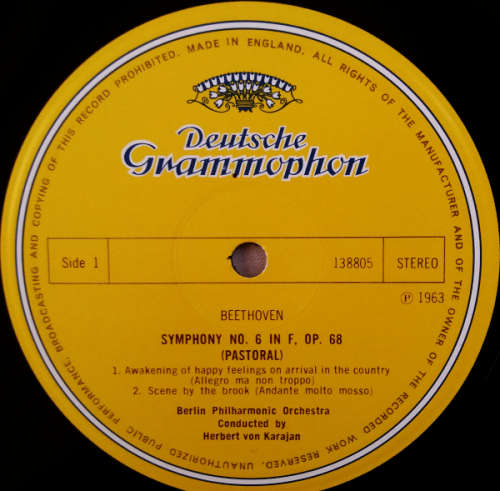 MADE IN ENGLAND. ALL RIGHTS OF THE MANUFACTURER AND OF THE OWNER OF THE RECORDED WORK RESERVED. UNAUTHORIZED PUBLIC PERFORMANCE, BROADCASTING AND COPYING OF THIS RECORD PROHIBITED.
Deutsche
Grammophon
Side 1 138805 STEREO
℗ 1963
BEETHOVEN
SYMPHONY NO. 6 IN F, OP. 68
(PASTORAL)
1. Awakening of happy feelings on arrival in the country
(Allegro ma non troppo)
2. Scene by the brook (Andante molto mosso)
Berlin Philharmonic Orchestra
Conducted by
Herbert von Karajan